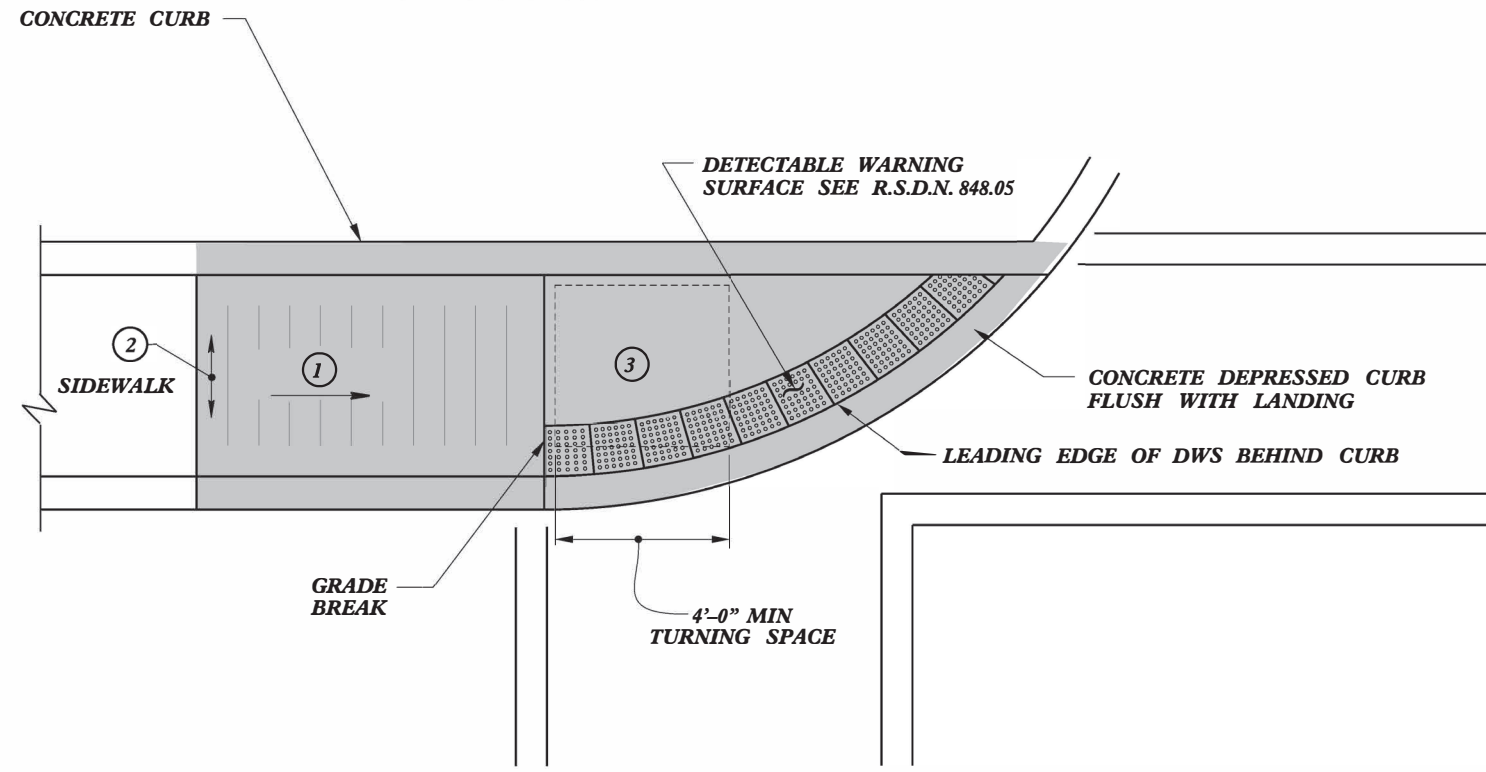 CONCRETE CURB
DETECTABLE WARNING
SURFACE SEE R.S.D.N. 848.05
2
SIDEWALK
1
3
CONCRETE DEPRESSED CURB
FLUSH WITH LANDING
LEADING EDGE OF DWS BEHIND CURB
GRADE
BREAK
4'–0" MIN
TURNING SPACE